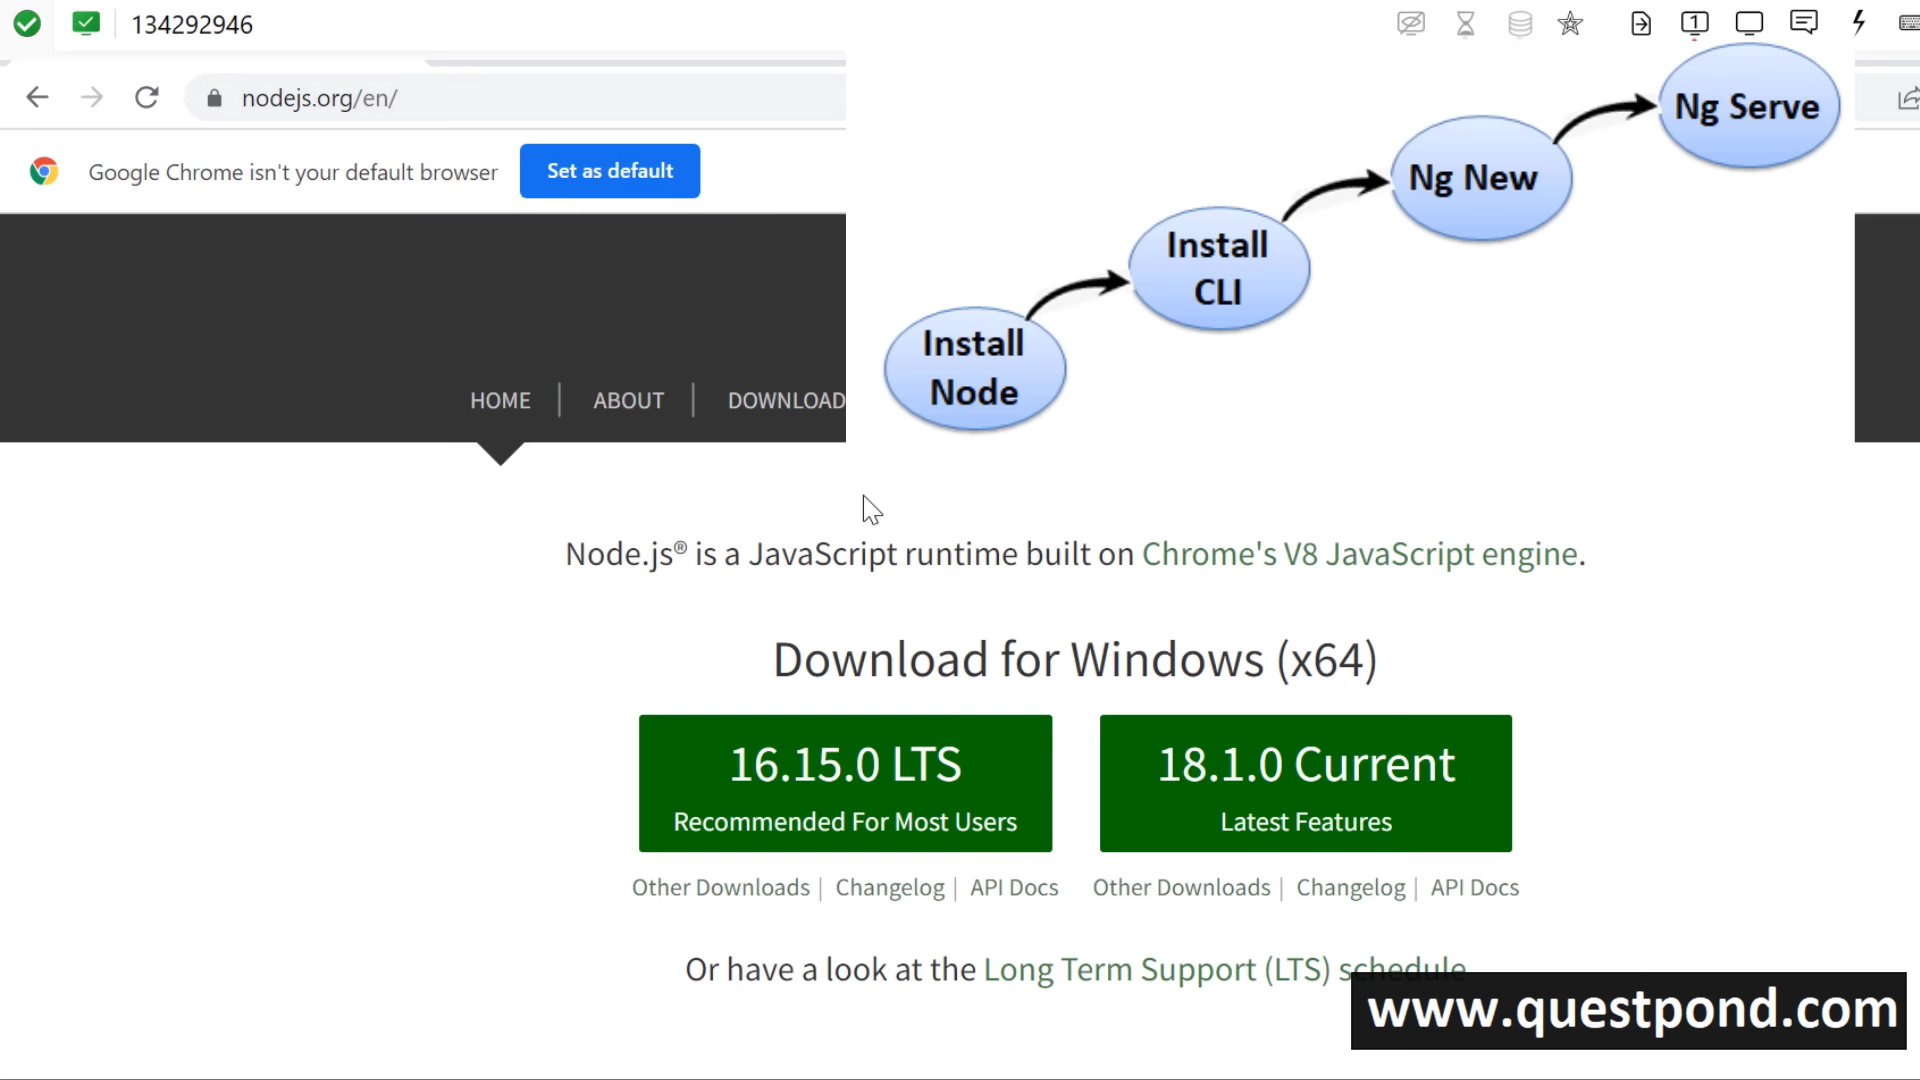 134292946
nodejs.org/en/
Google Chrome isn't your default browser
Set as default
Ng Serve
Ng New
Install
CLI
Install
Node
HOME
ABOUT
DOWNLOAD
Node.js® is a JavaScript runtime built on Chrome's V8 JavaScript engine.
Download for Windows (x64)
16.15.0 LTS
Recommended For Most Users
18.1.0 Current
Latest Features
Other Downloads | Changelog | API Docs
Other Downloads | Changelog | API Docs
Or have a look at the Long Term Support (LTS) schedule
www.questpond.com